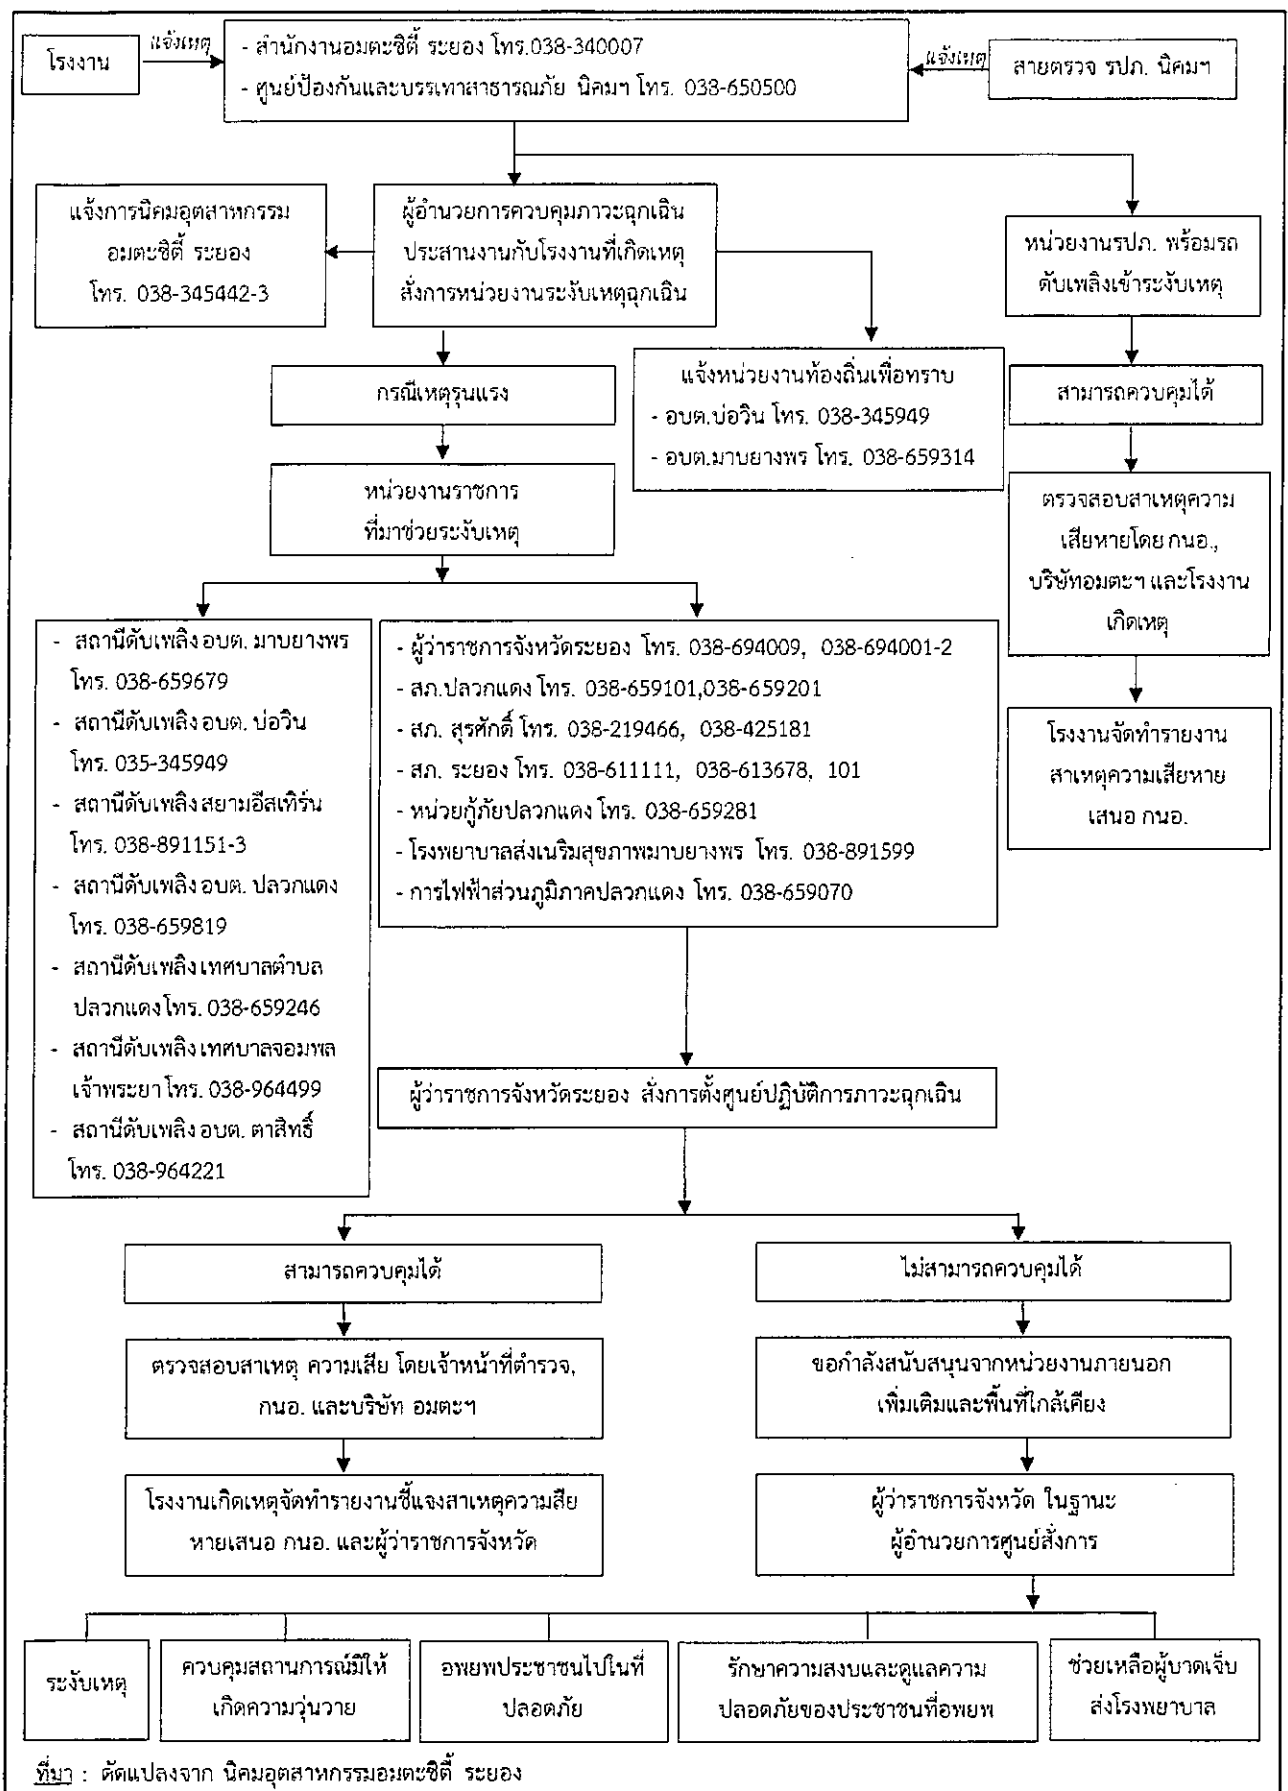 โรงงาน
แจ้งเหตุ
- สำนักงานอมตะซิตี้ ระยอง โทร.038-340007
- ศูนย์ป้องกันและบรรเทาสาธารณภัย นิคมฯ โทร. 038-650500
แจ้งเหตุ
สายตรวจ รปภ. นิคมฯ
แจ้งการนิคมอุตสาหกรรม
อมตะซิตี้ ระยอง
โทร. 038-345442-3
ผู้อำนวยการควบคุมภาวะฉุกเฉิน
ประสานงานกับโรงงานที่เกิดเหตุ
สั่งการหน่วยงานระงับเหตุฉุกเฉิน
หน่วยงานรปภ. พร้อมรถ
ดับเพลิงเข้าระงับเหตุ
กรณีเหตุรุนแรง
แจ้งหน่วยงานท้องถิ่นเพื่อทราบ
- อบต.บ่อวิน โทร. 038-345949
- อบต.มาบยางพร โทร. 038-659314
สามารถควบคุมได้
หน่วยงานราชการ
ที่มาช่วยระงับเหตุ
ตรวจสอบสาเหตุความ
เสียหายโดย กนอ.,
บริษัทอมตะฯ และโรงงาน
เกิดเหตุ
- สถานีดับเพลิง อบต. มาบยางพร
โทร. 038-659679
- สถานีดับเพลิง อบต. บ่อวิน
โทร. 035-345949
- สถานีดับเพลิง สยามอีสเทิร์น
โทร. 038-891151-3
- สถานีดับเพลิง อบต. ปลวกแดง
โทร. 038-659819
- สถานีดับเพลิง เทศบาลตำบล
ปลวกแดง โทร. 038-659246
- สถานีดับเพลิง เทศบาลจอมพล
เจ้าพระยา โทร. 038-964499
- สถานีดับเพลิง อบต. ตาสิทธิ์
โทร. 038-964221
- ผู้ว่าราชการจังหวัดระยอง โทร. 038-694009, 038-694001-2
- สภ.ปลวกแดง โทร. 038-659101,038-659201
- สภ. สุรศักดิ์ โทร. 038-219466, 038-425181
- สภ. ระยอง โทร. 038-611111, 038-613678, 101
- หน่วยกู้ภัยปลวกแดง โทร. 038-659281
- โรงพยาบาลส่งเนริมสุขภาพมาบยางพร โทร. 038-891599
- การไฟฟ้าส่วนภูมิภาคปลวกแดง โทร. 038-659070
โรงงานจัดทำรายงาน
สาเหตุความเสียหาย
เสนอ กนอ.
ผู้ว่าราชการจังหวัดระยอง สั่งการตั้งศูนย์ปฏิบัติการภาวะฉุกเฉิน
สามารถควบคุมได้
ไม่สามารถควบคุมได้
ตรวจสอบสาเหตุ ความเสีย โดยเจ้าหน้าที่ตำรวจ,
กนอ. และบริษัท อมตะฯ
ขอกำลังสนับสนุนจากหน่วยงานภายนอก
เพิ่มเติมและพื้นที่ใกล้เคียง
โรงงานเกิดเหตุจัดทำรายงานชี้แจงสาเหตุความสีย
หายเสนอ กนอ. และผู้ว่าราชการจังหวัด
ผู้ว่าราชการจังหวัด ในฐานะ
ผู้อำนวยการศูนย์สั่งการ
ระงับเหตุ
ควบคุมสถานการณ์มิให้
เกิดความวุ่นวาย
อพยพประชาชนไปในที่
ปลอดภัย
รักษาความสงบและดูแลความ
ปลอดภัยของประชาชนที่อพยพ
ช่วยเหลือผู้บาดเจ็บ
ส่งโรงพยาบาล
ที่มา : ดัดแปลงจาก นิคมอุตสาหกรรมอมตะซิตี้ ระยอง